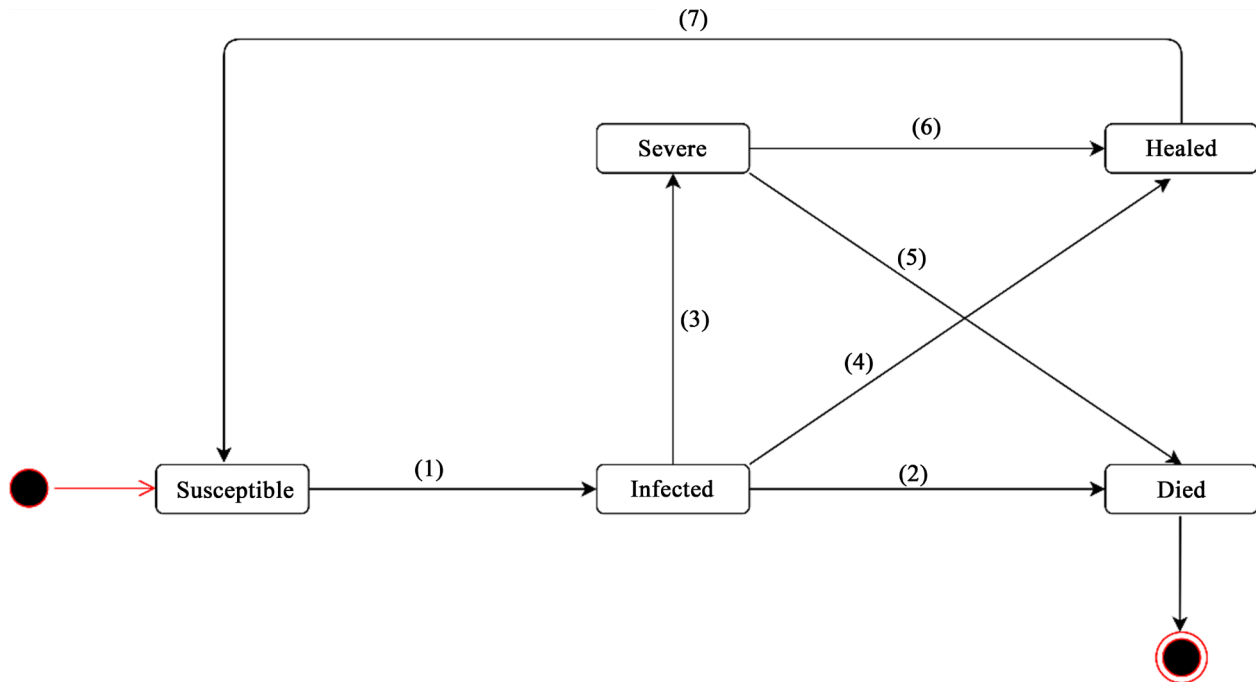 (7)
Severe
(6)
Healed
(5)
(3)
(4)
Susceptible
(1)
Infected
(2)
Died